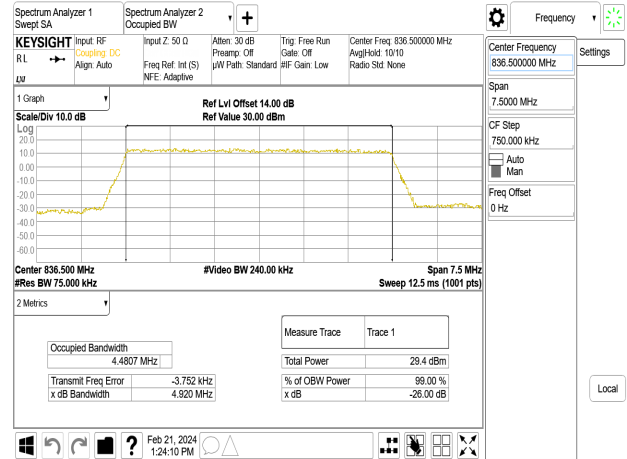 Spectrum Analyzer 1
Swept SA
Spectrum Analyzer 2
Occupied BW
Frequency
KEYSIGHT
R L
LXI
Input: RF
Coupling: DC
Align: Auto
Input Z: 50 Ω
Freq Ref: Int (S)
NFE: Adaptive
Atten: 30 dB
Preamp: Off
µW Path: Standard
Trig: Free Run
Gate: Off
#IF Gain: Low
Center Freq: 836.500000 MHz
Avg|Hold: 10/10
Radio Std: None
Center Frequency
836.500000 MHz
Settings
Span
7.5000 MHz
CF Step
750.000 kHz
Auto
Man
Freq Offset
0 Hz
Local
1 Graph
Scale/Div 10.0 dB
Ref Lvl Offset 14.00 dB
Ref Value 30.00 dBm
Log
20.0
10.0
0.00
-10.0
-20.0
-30.0
-40.0
-50.0
-60.0
Center 836.500 MHz
#Video BW 240.00 kHz
Span 7.5 MHz
#Res BW 75.000 kHz
Sweep 12.5 ms (1001 pts)
2 Metrics
Measure Trace
Trace 1
Occupied Bandwidth
4.4807 MHz
Total Power
29.4 dBm
Transmit Freq Error
-3.752 kHz
% of OBW Power
99.00 %
x dB Bandwidth
4.920 MHz
x dB
-26.00 dB
?
Feb 21, 2024
1:24:10 PM